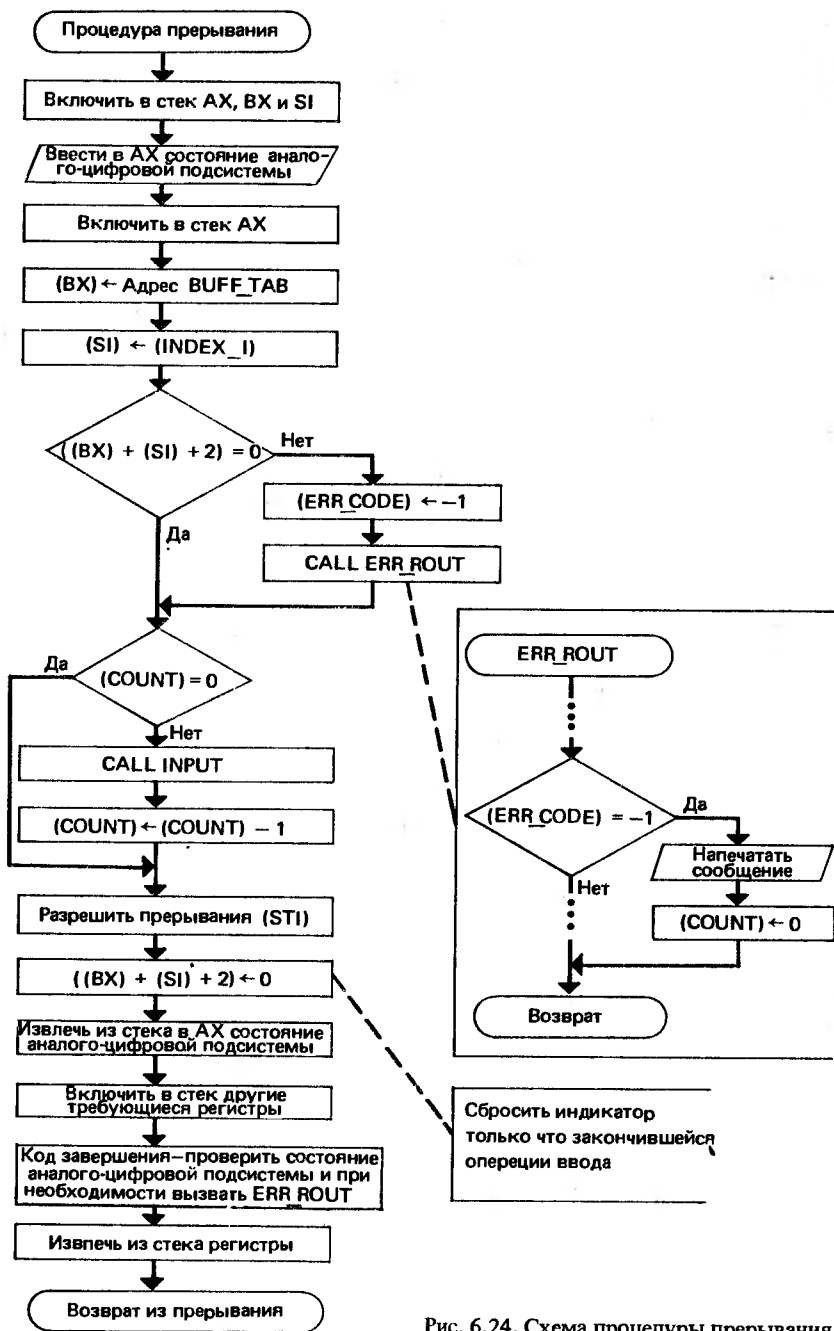 Процедура прерывания
Включить в стек AX, BX и SI
Ввести в AX состояние анало-
го-цифровой подсистемы
Включить в стек AX
(BX) ← Адрес BUFF_TAB
(SI) ← (INDEX_I)
((BX) + (SI) + 2) = 0
Нет
(ERR_CODE) ← −1
Да
CALL ERR_ROUT
Да
(COUNT) = 0
Нет
CALL INPUT
(COUNT) ← (COUNT) − 1
Разрешить прерывания (STI)
((BX) + (SI) + 2) ← 0
Извлечь из стека в AX состояние
аналого-цифровой подсистемы
Включить в стек другие
требующиеся регистры
Код завершения—проверить состояние
аналого-цифровой подсистемы и при
необходимости вызвать ERR_ROUT
Извпечь из стека регистры
Возврат из прерывания
ERR_ROUT
(ERR_CODE) = −1
Да
Напечатать
сообщение
Нет
(COUNT) ← 0
Возврат
Сбросить индикатор
только что закончившейся
опереции ввода
Рис. 6.24. Схема процедуры прерывания